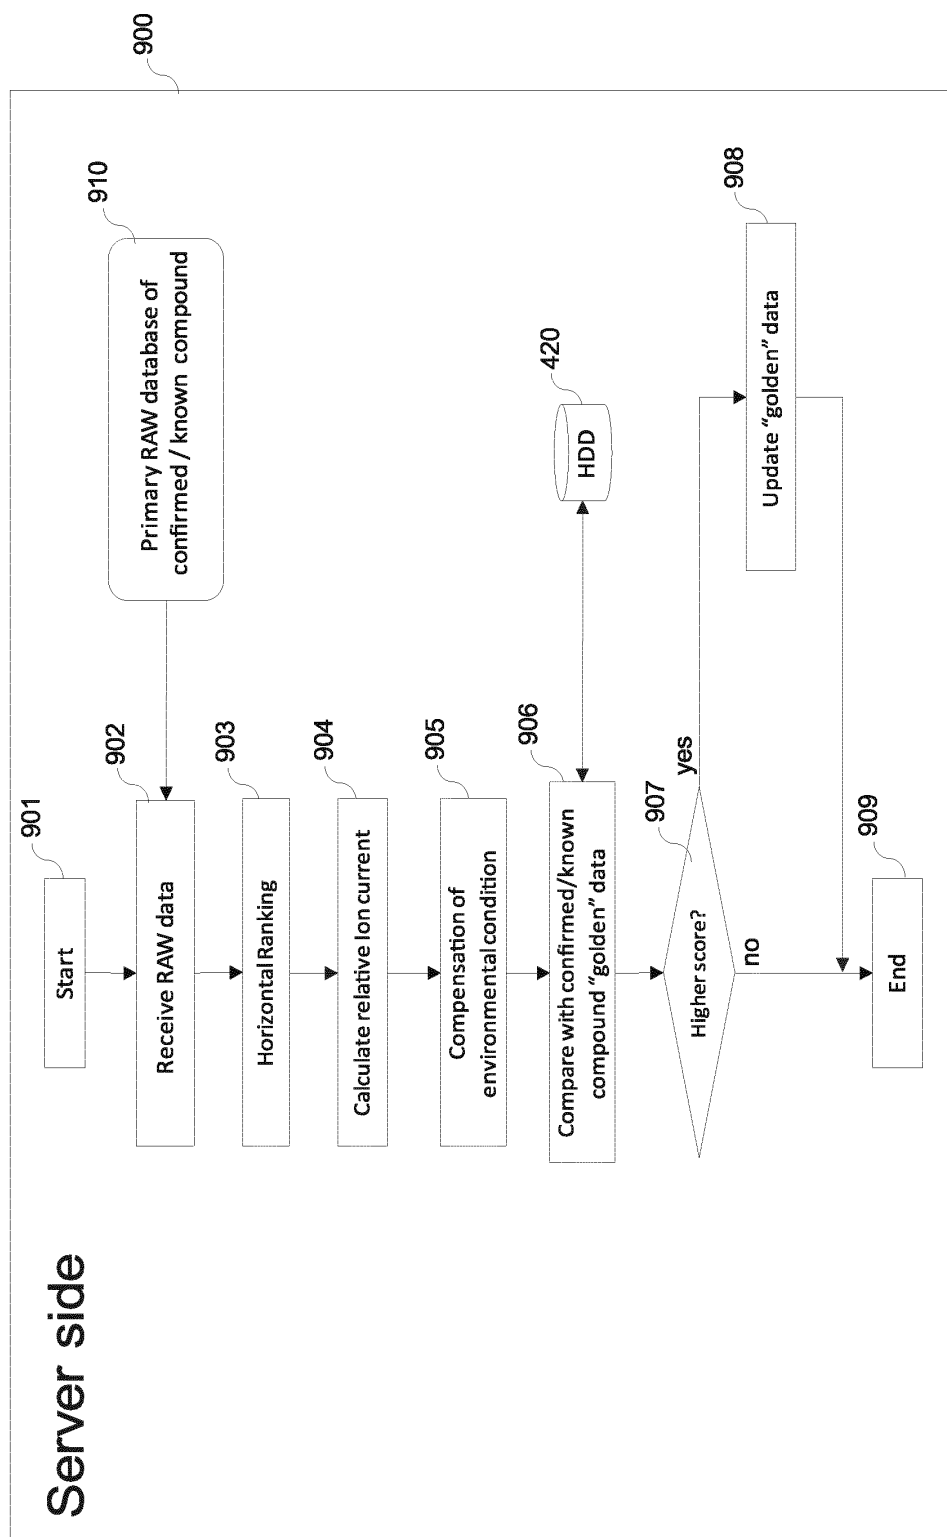 Server side
900
901
Start
902
Receive RAW data
910
Primary RAW database of
confirmed / known compound
903
Horizontal Ranking
904
Calculate relative Ion current
905
Compensation of
environmental condition
906
Compare with confirmed/known
compound “golden” data
420
HDD
907
Higher score?
yes
no
908
Update “golden” data
909
End